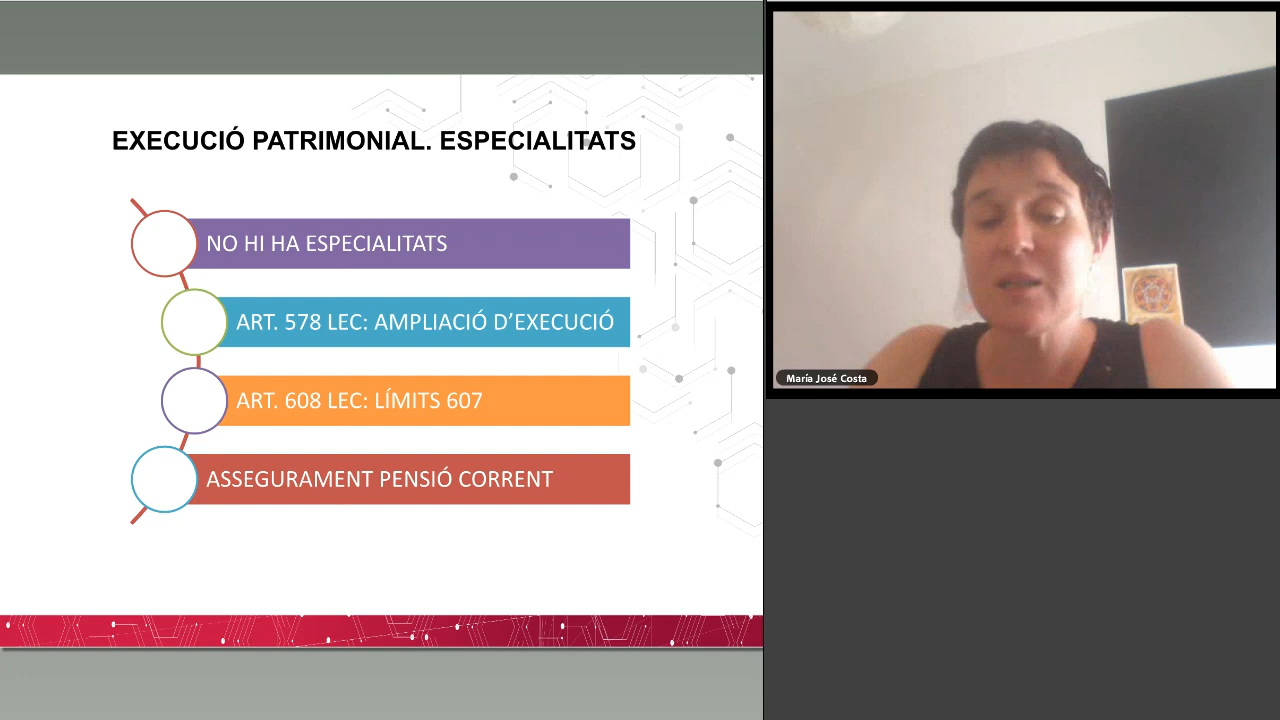 EXECUCIÓ PATRIMONIAL. ESPECIALITATS
NO HI HA ESPECIALITATS
ART. 578 LEC: AMPLIACIÓ D'EXECUCIÓ
ART. 608 LEC: LÍMITS 607
ASSEGURAMENT PENSIÓ CORRENT
María José Costa